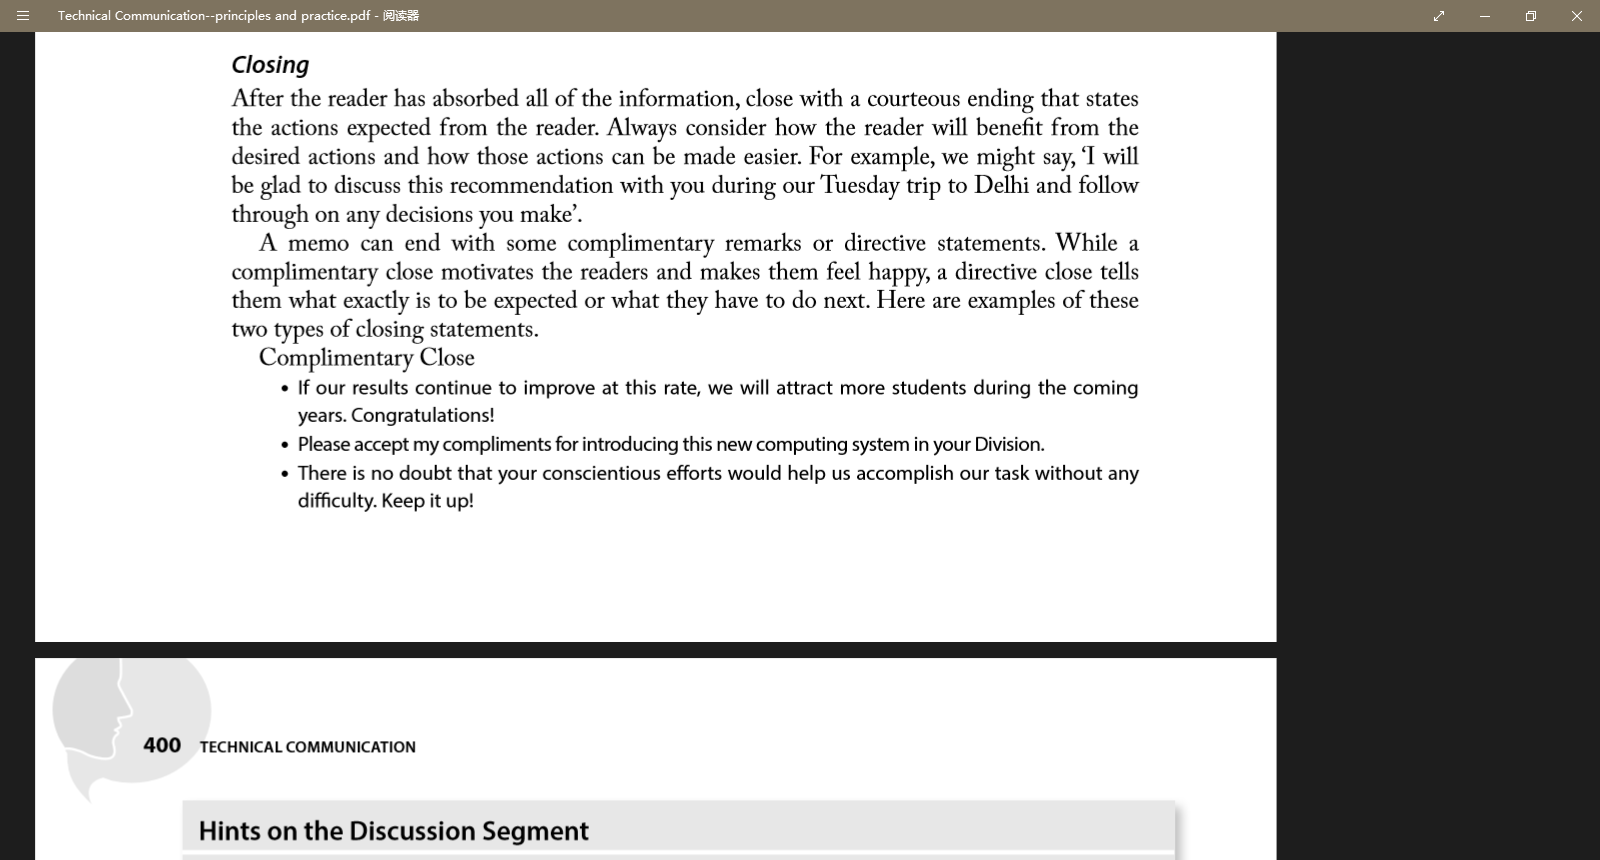 Technical Communication--principles and practice.pdf - 阅读器
Closing
After the reader has absorbed all of the information, close with a courteous ending that states
the actions expected from the reader. Always consider how the reader will benefit from the
desired actions and how those actions can be made easier. For example, we might say, ‘I will
be glad to discuss this recommendation with you during our Tuesday trip to Delhi and follow
through on any decisions you make’.
A memo can end with some complimentary remarks or directive statements. While a
complimentary close motivates the readers and makes them feel happy, a directive close tells
them what exactly is to be expected or what they have to do next. Here are examples of these
two types of closing statements.
Complimentary Close
• If our results continue to improve at this rate, we will attract more students during the coming
years. Congratulations!
• Please accept my compliments for introducing this new computing system in your Division.
• There is no doubt that your conscientious efforts would help us accomplish our task without any
difficulty. Keep it up!
400 TECHNICAL COMMUNICATION
Hints on the Discussion Segment